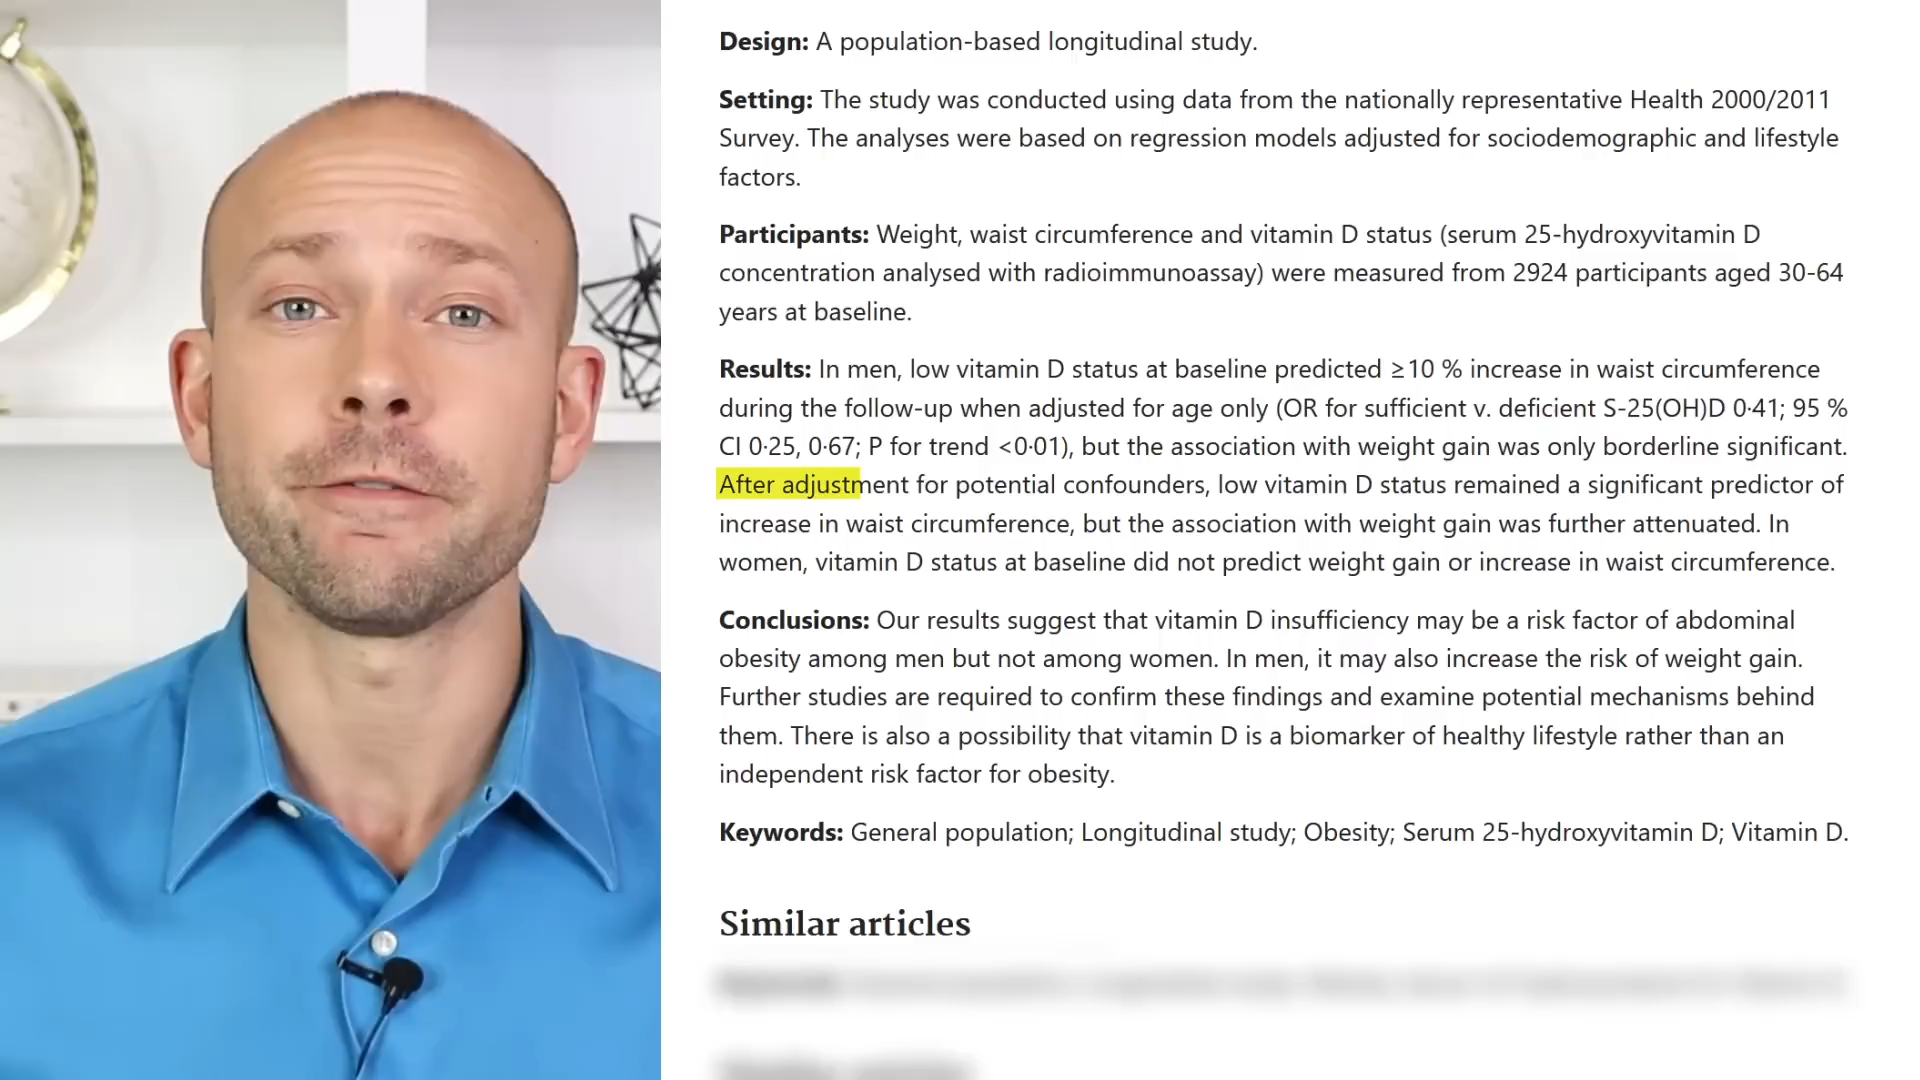 Design: A population-based longitudinal study.
Setting: The study was conducted using data from the nationally representative Health 2000/2011
Survey. The analyses were based on regression models adjusted for sociodemographic and lifestyle
factors.
Participants: Weight, waist circumference and vitamin D status (serum 25-hydroxyvitamin D
concentration analysed with radioimmunoassay) were measured from 2924 participants aged 30-64
years at baseline.
Results: In men, low vitamin D status at baseline predicted ≥10 % increase in waist circumference
during the follow-up when adjusted for age only (OR for sufficient v. deficient S-25(OH)D 0·41; 95 %
CI 0·25, 0·67; P for trend <0·01), but the association with weight gain was only borderline significant.
After adjustment for potential confounders, low vitamin D status remained a significant predictor of
increase in waist circumference, but the association with weight gain was further attenuated. In
women, vitamin D status at baseline did not predict weight gain or increase in waist circumference.
Conclusions: Our results suggest that vitamin D insufficiency may be a risk factor of abdominal
obesity among men but not among women. In men, it may also increase the risk of weight gain.
Further studies are required to confirm these findings and examine potential mechanisms behind
them. There is also a possibility that vitamin D is a biomarker of healthy lifestyle rather than an
independent risk factor for obesity.
Keywords: General population; Longitudinal study; Obesity; Serum 25-hydroxyvitamin D; Vitamin D.
Similar articles